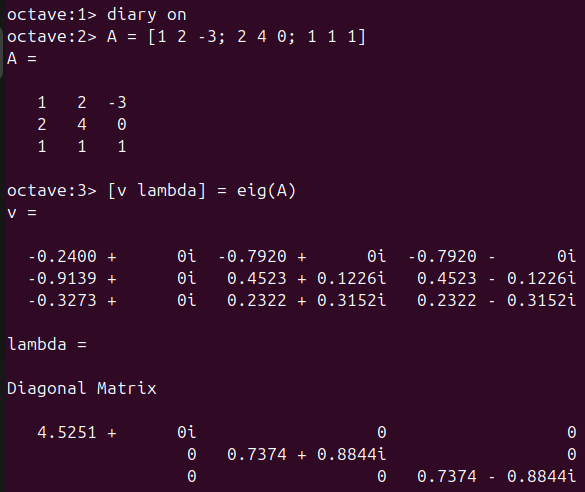 octave:1> diary on
octave:2> A = [1 2 -3; 2 4 0; 1 1 1]
A =
1 2 -3
2 4 0
1 1 1
octave:3> [v lambda] = eig(A)
v =
-0.2400 + 0i -0.7920 + 0i -0.7920 - 0i
-0.9139 + 0i 0.4523 + 0.1226i 0.4523 - 0.1226i
-0.3273 + 0i 0.2322 + 0.3152i 0.2322 - 0.3152i
lambda =
Diagonal Matrix
4.5251 + 0i 0 0
0 0.7374 + 0.8844i 0
0 0 0.7374 - 0.8844i